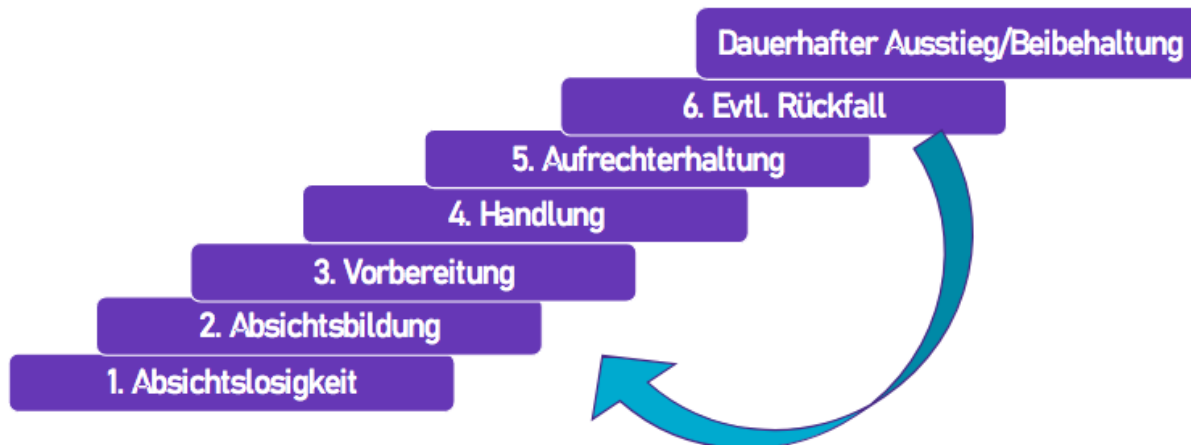 Dauerhafter Ausstieg/Beibehaltung
6. Evtl. Rückfall
5. Aufrechterhaltung
4. Handlung
3. Vorbereitung
2. Absichtsbildung
1. Absichtslosigkeit